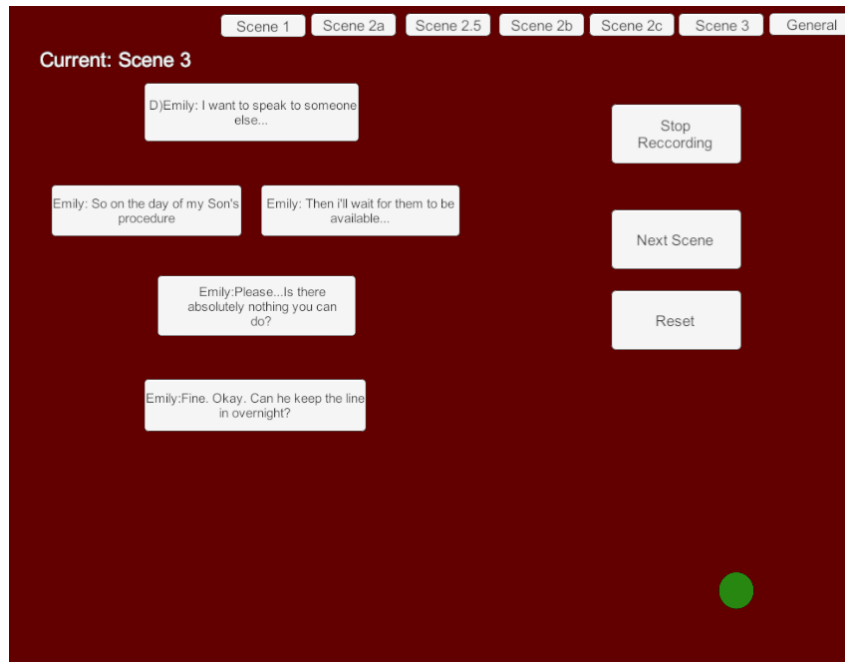 Scene 1 Scene 2a Scene 2.5 Scene 2b Scene 2c Scene 3 General
Current: Scene 3
D)Emily: I want to speak to someone
else...
Stop
Reccording
Emily: So on the day of my Son's
procedure
Emily: Then i'll wait for them to be
available...
Next Scene
Emily:Please...Is there
absolutely nothing you can
do?
Reset
Emily:Fine. Okay. Can he keep the line
in overnight?